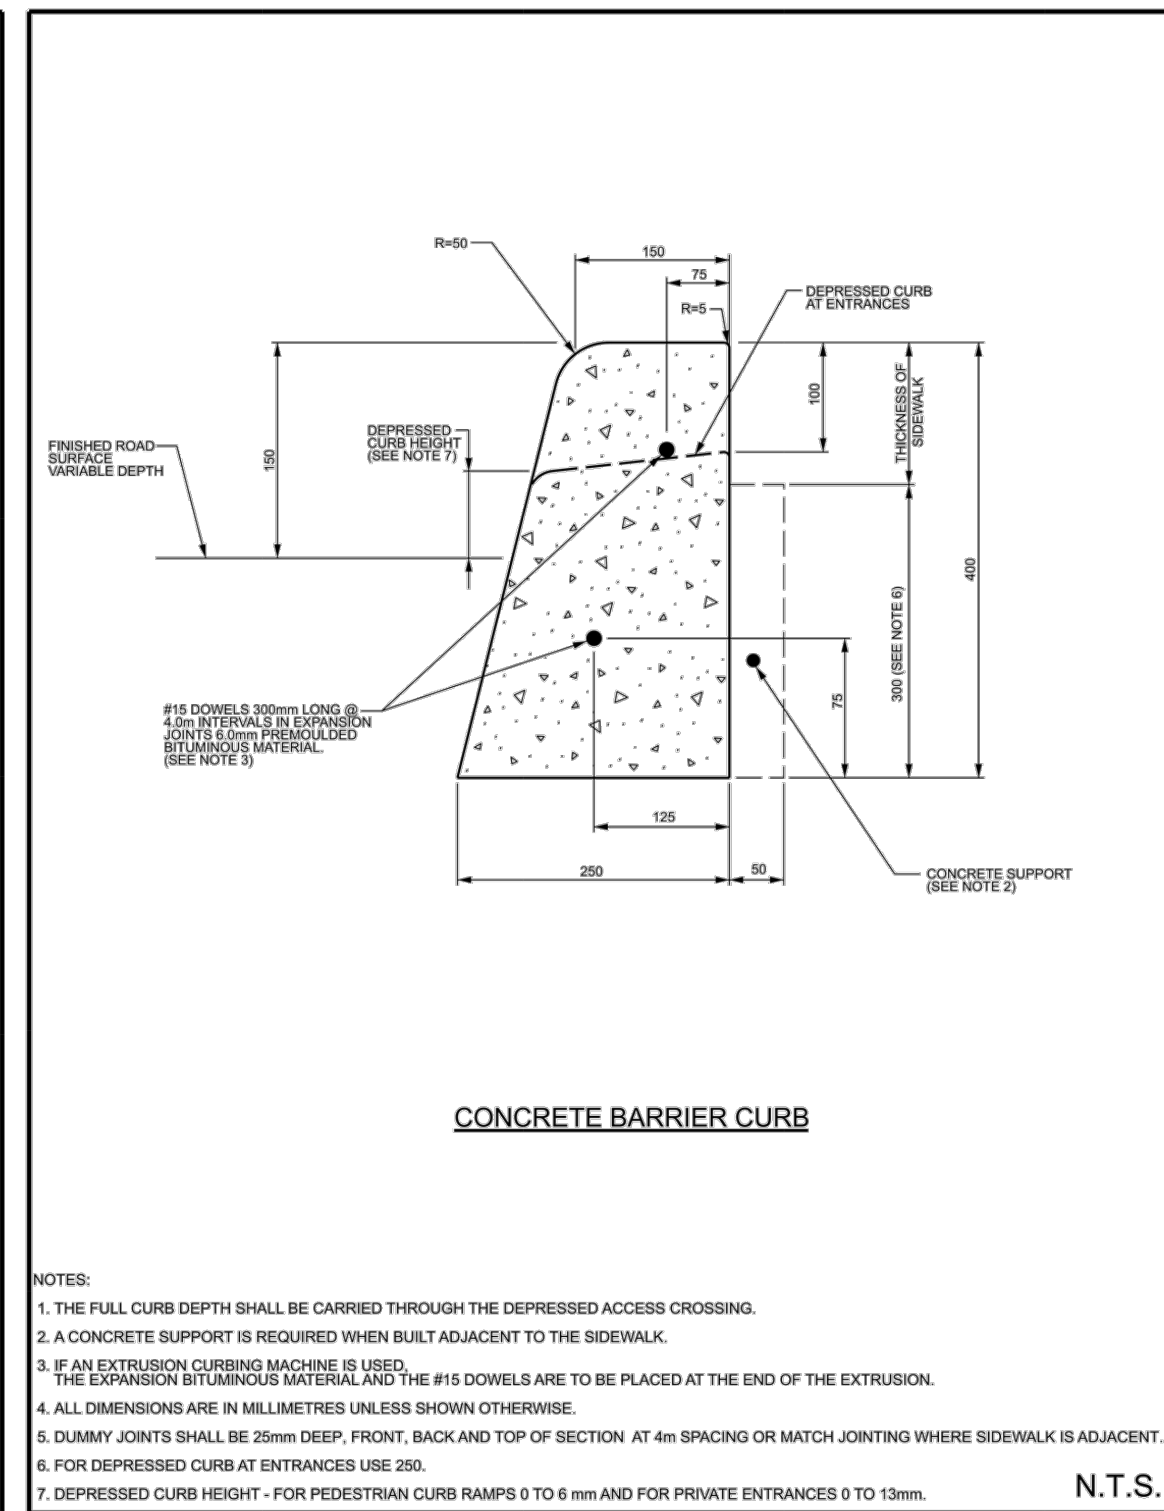 R=50
150
75
R=5
DEPRESSED CURB
AT ENTRANCES
150
100
THICKNESS OF
SIDEWALK
FINISHED ROAD
SURFACE
VARIABLE DEPTH
DEPRESSED
CURB HEIGHT
(SEE NOTE 7)
400
300 (SEE NOTE 6)
75
#15 DOWELS 300mm LONG @
4.0m INTERVALS IN EXPANSION
JOINTS 6.0mm PREMOULDED
BITUMINOUS MATERIAL.
(SEE NOTE 3)
125
250
50
CONCRETE SUPPORT
(SEE NOTE 2)
CONCRETE BARRIER CURB
NOTES:
1. THE FULL CURB DEPTH SHALL BE CARRIED THROUGH THE DEPRESSED ACCESS CROSSING.
2. A CONCRETE SUPPORT IS REQUIRED WHEN BUILT ADJACENT TO THE SIDEWALK.
3. IF AN EXTRUSION CURBING MACHINE IS USED,
THE EXPANSION BITUMINOUS MATERIAL AND THE #15 DOWELS ARE TO BE PLACED AT THE END OF THE EXTRUSION.
4. ALL DIMENSIONS ARE IN MILLIMETRES UNLESS SHOWN OTHERWISE.
5. DUMMY JOINTS SHALL BE 25mm DEEP, FRONT, BACK AND TOP OF SECTION AT 4m SPACING OR MATCH JOINTING WHERE SIDEWALK IS ADJACENT.
6. FOR DEPRESSED CURB AT ENTRANCES USE 250.
7. DEPRESSED CURB HEIGHT - FOR PEDESTRIAN CURB RAMPS 0 TO 6 mm AND FOR PRIVATE ENTRANCES 0 TO 13mm.
N.T.S.